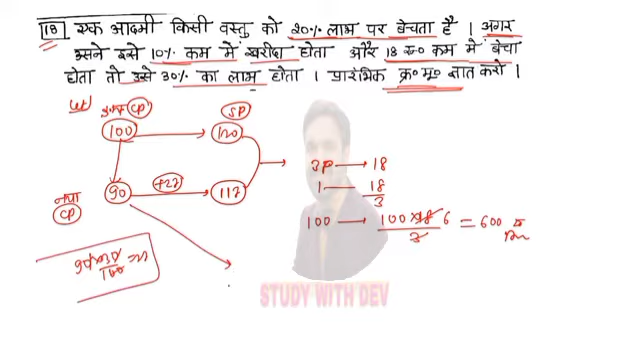 18 एक आदमी किसी वस्तु को 20% लाभ पर बेचता है । अगर
उसने इसे 10% कम में खरीदा होता और 18 रु० कम में बेचा
होता तो उसे 30% का लाभ होता । प्रारंभिक क्र० मू० ज्ञात करो ।
CP SP
100 120
3P 18
90 +27 117
1 18/3
नया
CP
100 100×18/3 6 = 600
STUDY WITH DEV